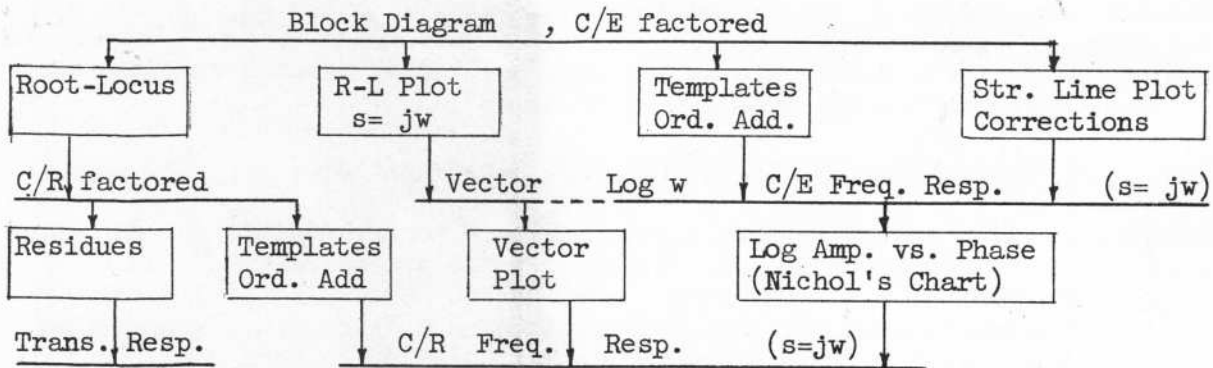 Block Diagram , C/E factored
Root-Locus
R-L Plot
s= jw
Templates
Ord. Add.
Str. Line Plot
Corrections
C/R factored
Vector
Log w
C/E Freq. Resp.
(s= jw)
Residues
Templates
Ord. Add
Vector
Plot
Log Amp. vs. Phase
(Nichol's Chart)
Trans. Resp.
C/R Freq. Resp. (s=jw)